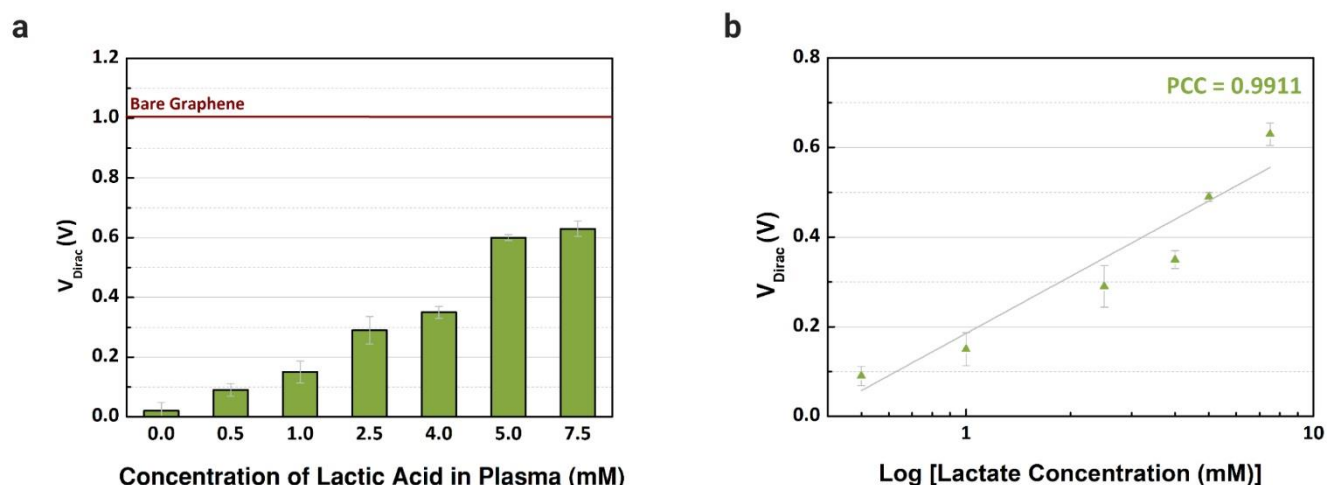 a
1.2
1.0
0.8
0.6
0.4
0.2
0.0
V Dirac (V)
Bare Graphene
0.0 0.5 1.0 2.5 4.0 5.0 7.5
Concentration of Lactic Acid in Plasma (mM)
b
0.8
0.6
0.4
0.2
0.0
V Dirac (V)
PCC = 0.9911
1 10
Log [Lactate Concentration (mM)]